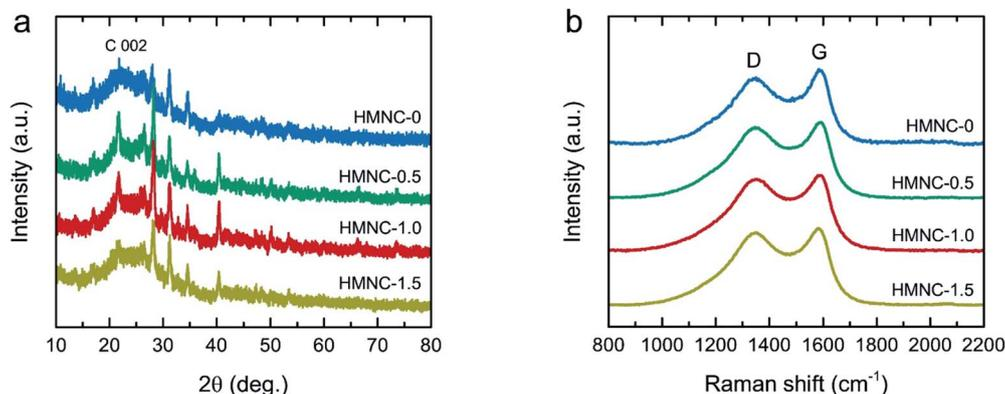 a
C 002
HMNC-0
HMNC-0.5
HMNC-1.0
HMNC-1.5
Intensity (a.u.)
10 20 30 40 50 60 70 80
2θ (deg.)
b
D G
HMNC-0
HMNC-0.5
HMNC-1.0
HMNC-1.5
Intensity (a.u.)
800 1000 1200 1400 1600 1800 2000 2200
Raman shift (cm⁻¹)